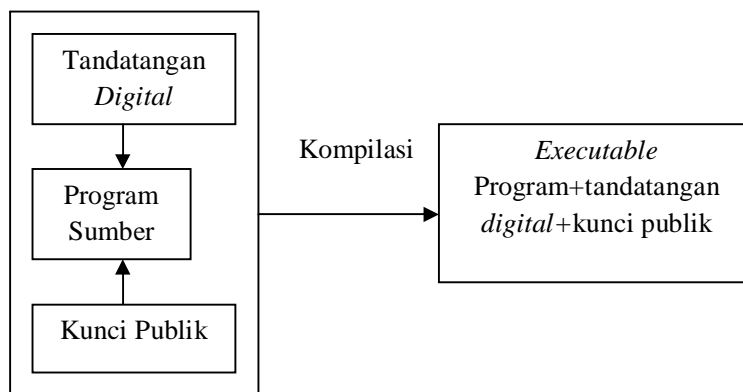 Tandatangan
Digital
Program
Sumber
Kunci Publik
Kompilasi
Executable
Program+tandatangan
digital+kunci publik